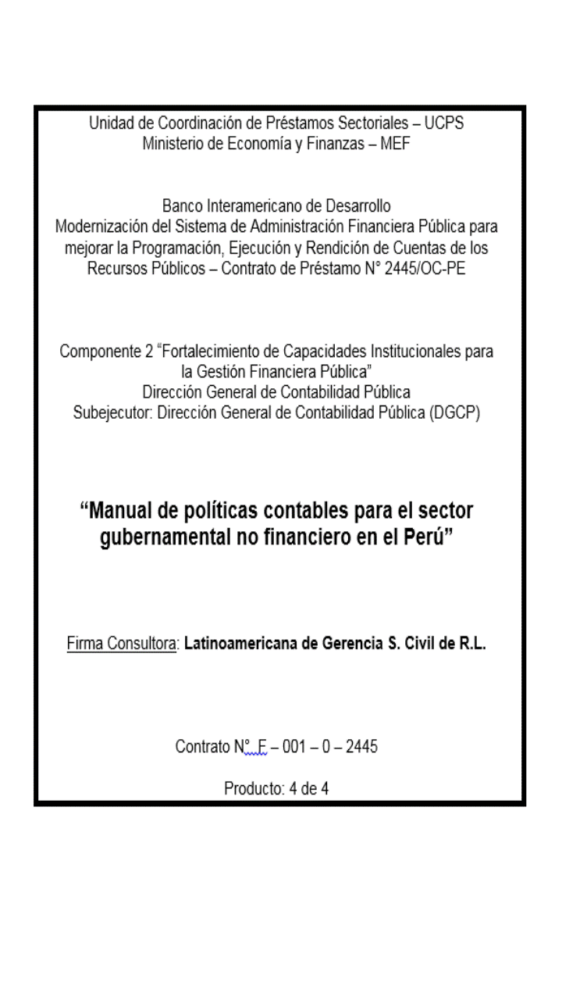 Unidad de Coordinación de Préstamos Sectoriales – UCPS
Ministerio de Economía y Finanzas – MEF
Banco Interamericano de Desarrollo
Modernización del Sistema de Administración Financiera Pública para
mejorar la Programación, Ejecución y Rendición de Cuentas de los
Recursos Públicos – Contrato de Préstamo N° 2445/OC-PE
Componente 2 “Fortalecimiento de Capacidades Institucionales para
la Gestión Financiera Pública”
Dirección General de Contabilidad Pública
Subejecutor: Dirección General de Contabilidad Pública (DGCP)
“Manual de políticas contables para el sector
gubernamental no financiero en el Perú”
Firma Consultora: Latinoamericana de Gerencia S. Civil de R.L.
Contrato N° F – 001 – 0 – 2445
Producto: 4 de 4